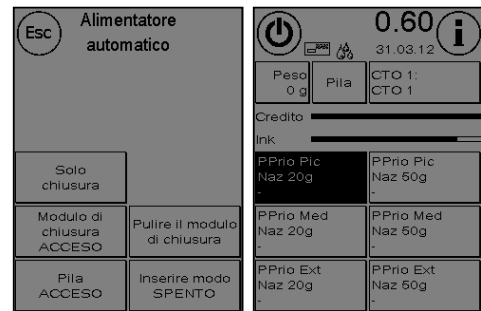 Esc
Alimentatore
automatico
Solo
chiusura
Modulo di
chiusura
ACCESO
Pulire il modulo
di chiusura
Pila
ACCESO
Inserire modo
SPENTO
0.60
31.03.12
i
Peso
0 g
Pila
CTO 1:
CTO 1
Credito
Ink
PPrio Pic
Naz 20g
-
PPrio Pic
Naz 50g
-
PPrio Med
Naz 20g
-
PPrio Med
Naz 50g
-
PPrio Ext
Naz 20g
-
PPrio Ext
Naz 50g
-